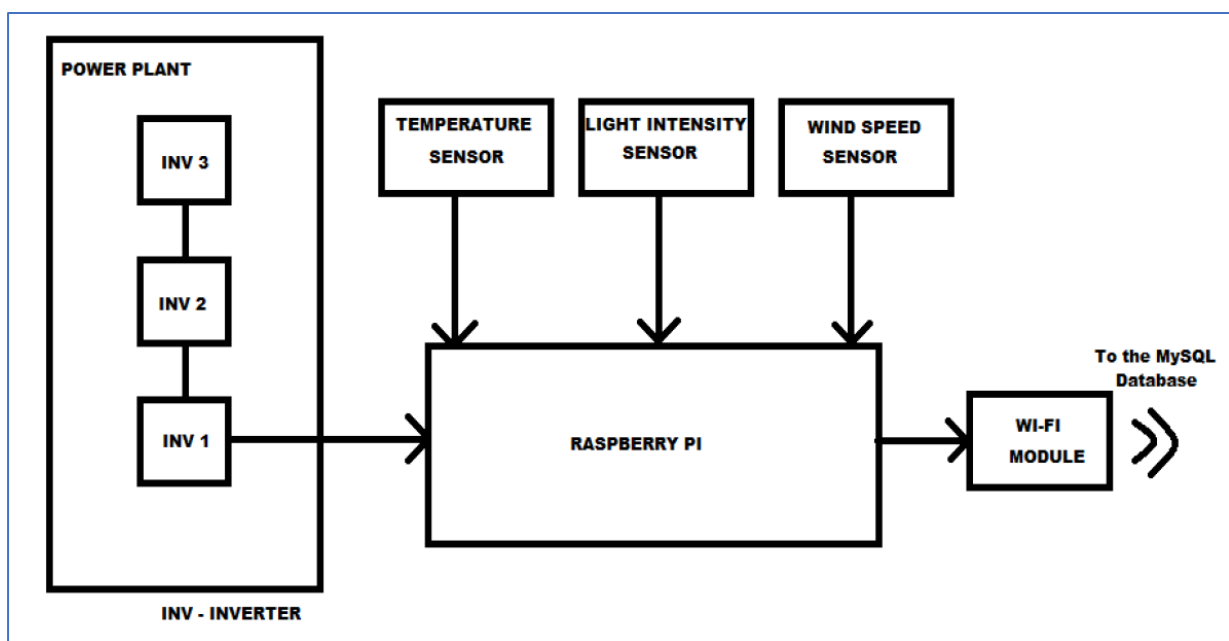 POWER PLANT
INV 3
INV 2
INV 1
INV - INVERTER
TEMPERATURE
SENSOR
LIGHT INTENSITY
SENSOR
WIND SPEED
SENSOR
RASPBERRY PI
WI-FI
MODULE
To the MySQL
Database